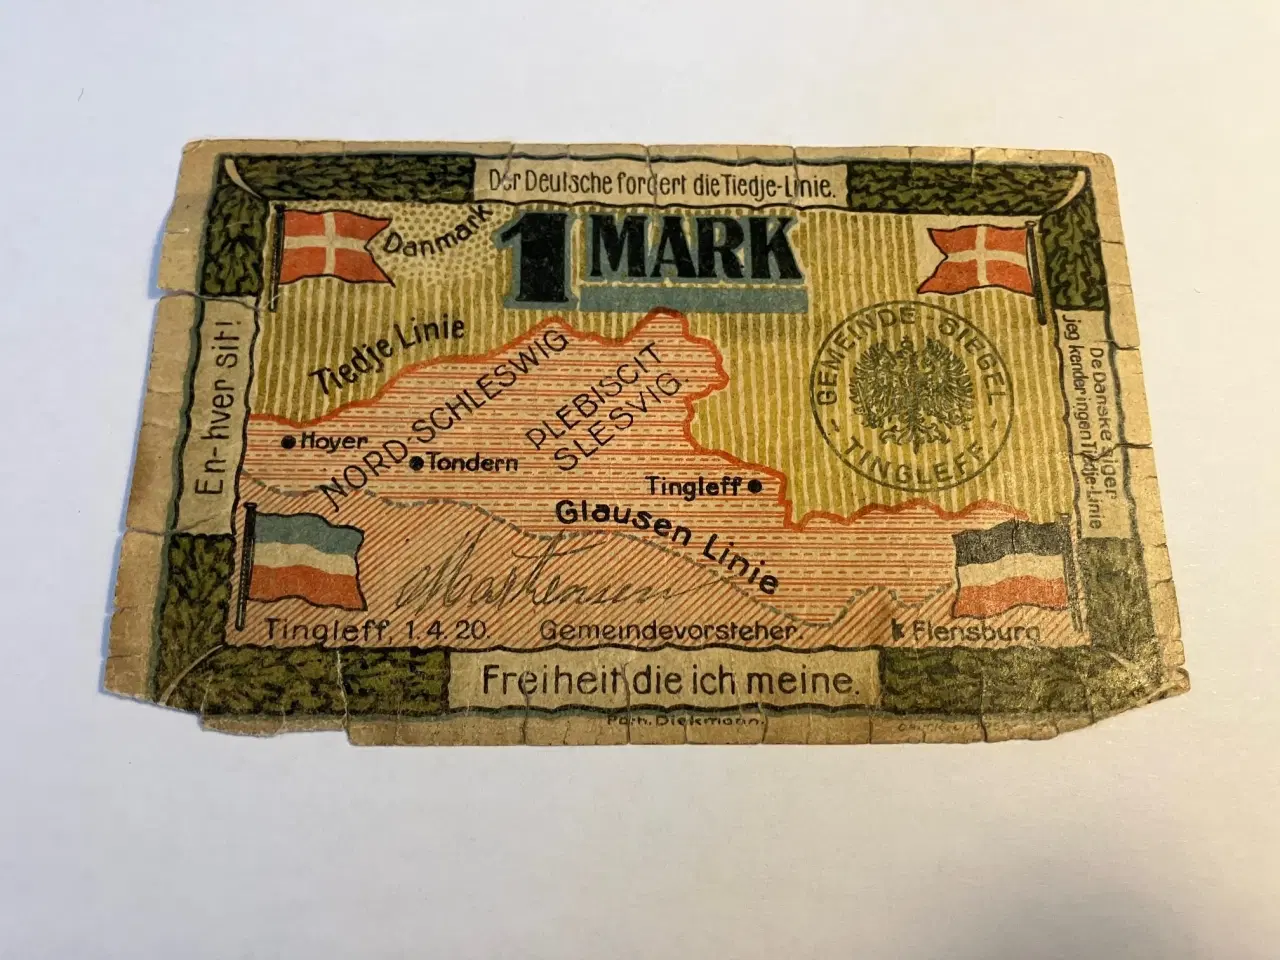 Der Deutsche fordert die Tiedje-Linie.
Danmark
1 MARK
Tiedje Linie
NORD-SCHLESWIG
PLEBISCIT
SLESVIG.
GEMEINDE-SIEGEL
- TINGLEFF -
En-hver sit!
De Danske siger
jeg kender ingen Tiedje-Linie
Hoyer
Tondern
Tingleff
Glausen Linie
Martensen
Tingleff, 1.4.20. Gemeindevorsteher.
Flensburg
Freiheit die ich meine.
Diekmann.